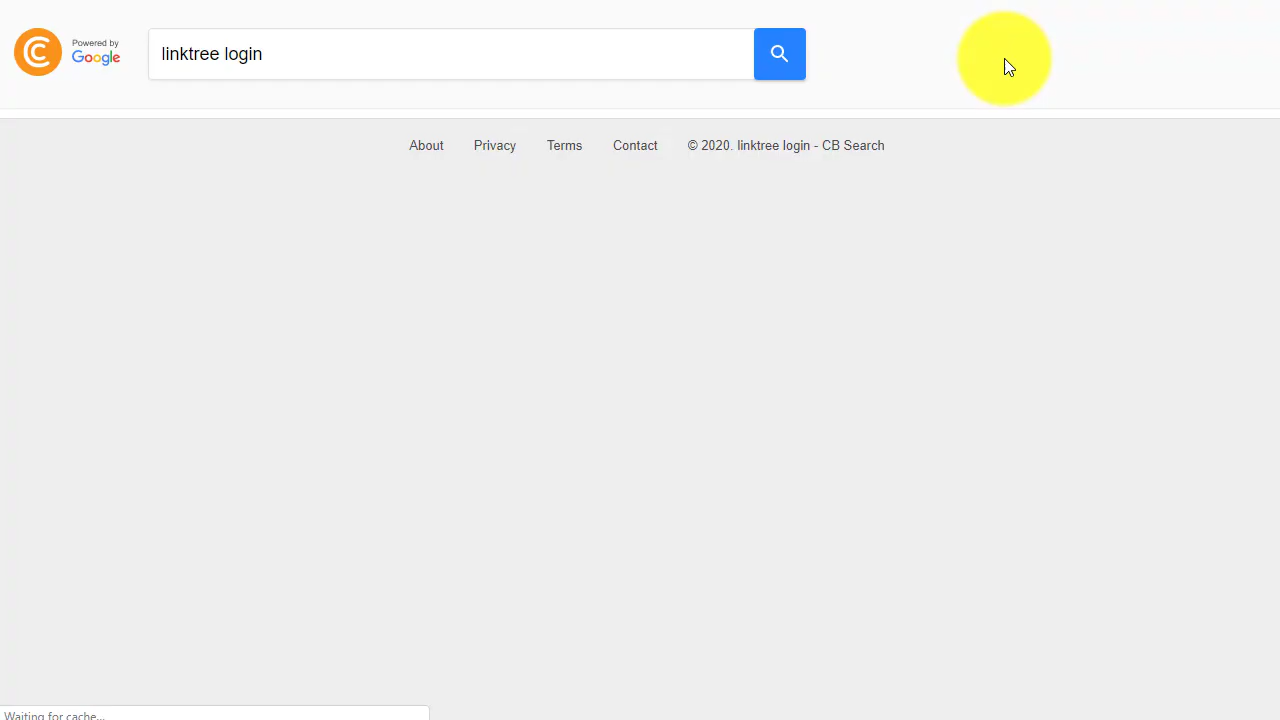 Powered by
Google
linktree login
About Privacy Terms Contact © 2020. linktree login - CB Search
Waiting for cache...